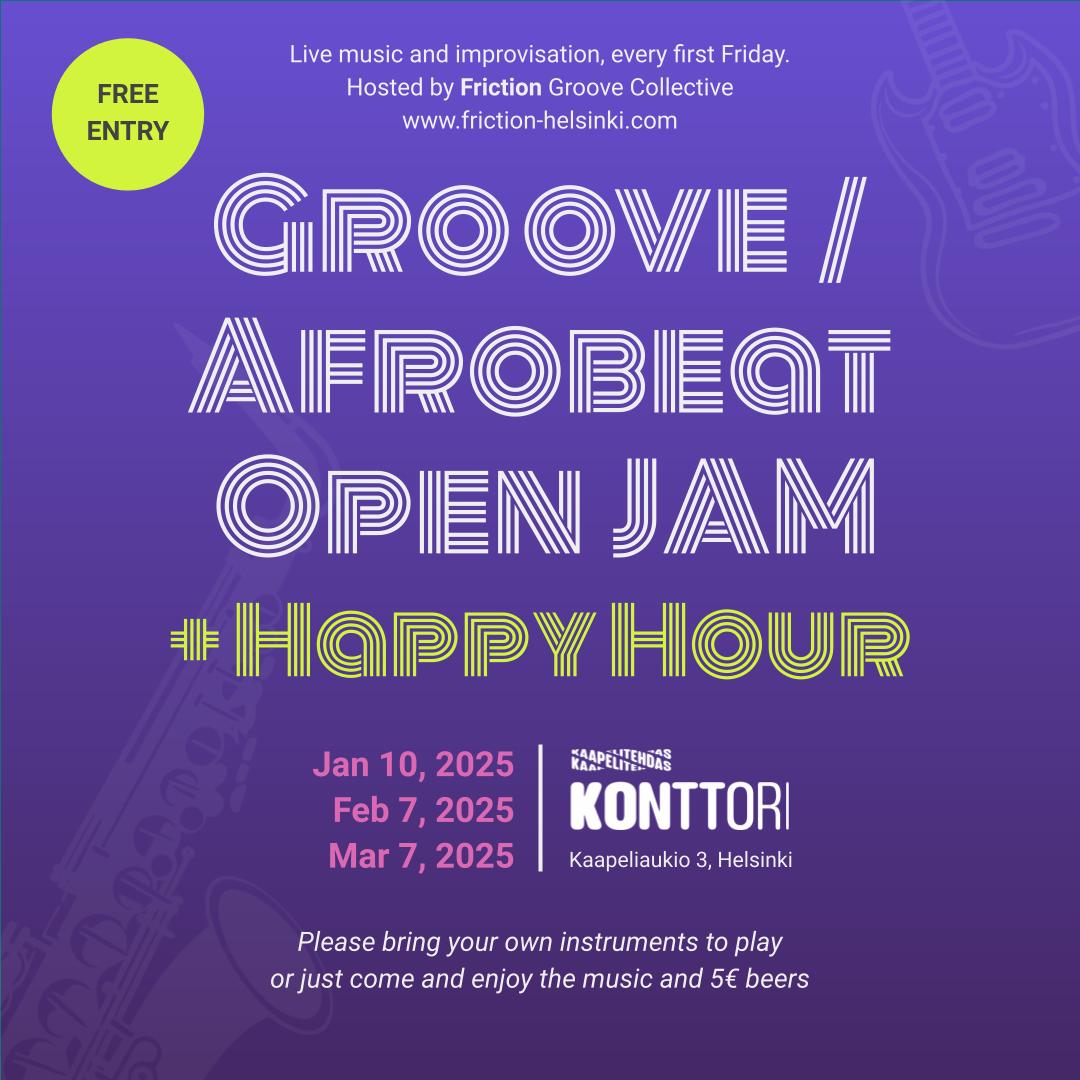 FREE
ENTRY
Live music and improvisation, every first Friday.
Hosted by Friction Groove Collective
www.friction-helsinki.com
GROOVE /
AFROBEAT
OPEN JAM
+ HAPPY HOUR
Jan 10, 2025
Feb 7, 2025
Mar 7, 2025
KAAPELITEHDAS
KAAPELITEHDAS
KONTTORI
Kaapeliaukio 3, Helsinki
Please bring your own instruments to play
or just come and enjoy the music and 5€ beers